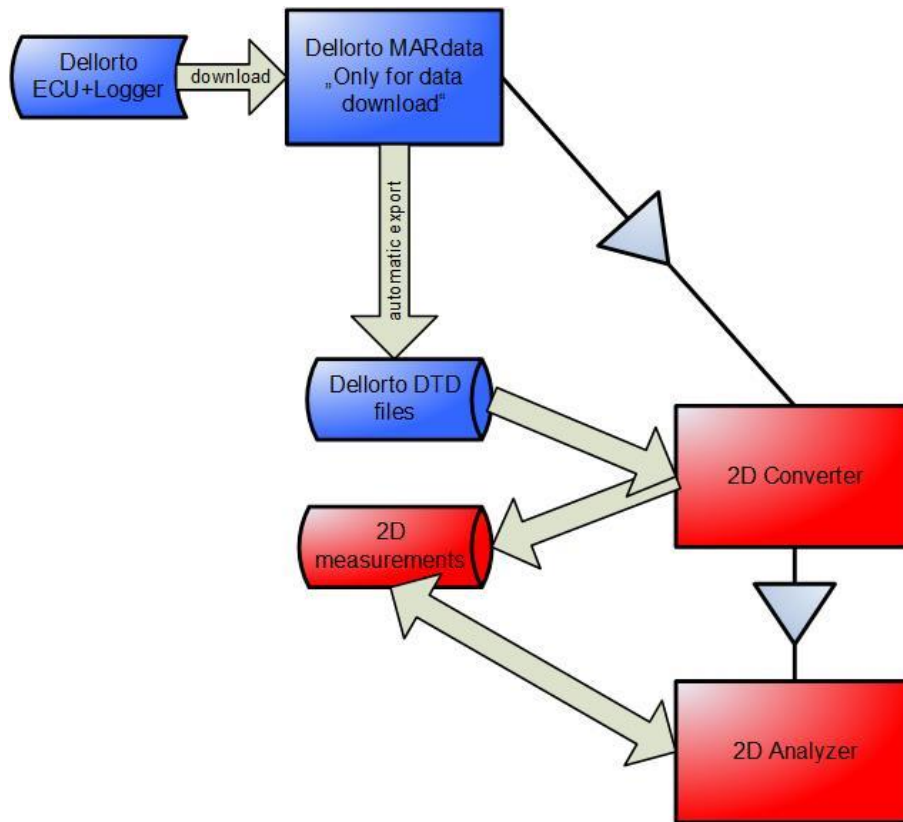 Dellorto
ECU+Logger
download
Dellorto MARdata
„Only for data
download“
automatic export
Dellorto DTD
files
2D Converter
2D
measurements
2D Analyzer